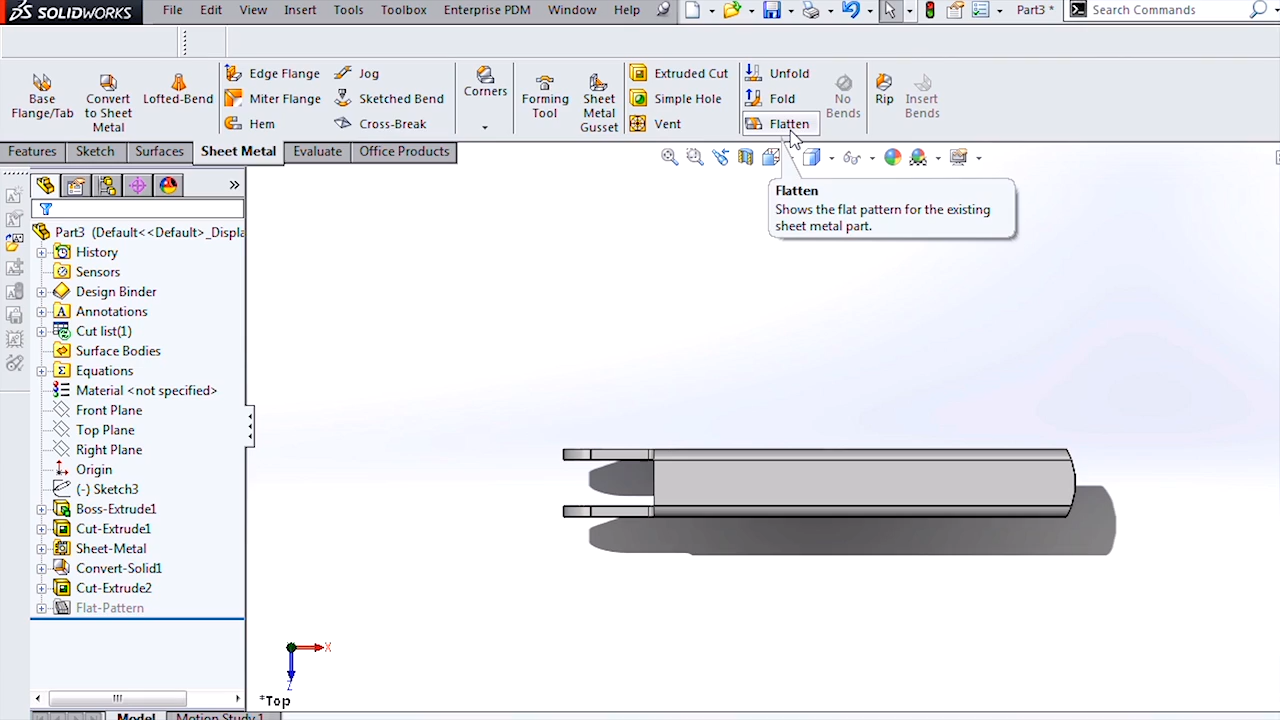 SOLIDWORKS File Edit View Insert Tools Toolbox Enterprise PDM Window Help Part3 * Search Commands
Base Flange/Tab
Convert to Sheet Metal
Lofted-Bend
Edge Flange
Miter Flange
Hem
Jog
Sketched Bend
Cross-Break
Corners
Forming Tool
Sheet Metal Gusset
Extruded Cut
Simple Hole
Vent
Unfold
Fold
Flatten
No Bends
Rip
Insert Bends
Features Sketch Surfaces Sheet Metal Evaluate Office Products
Flatten
Shows the flat pattern for the existing
sheet metal part.
Part3 (Default<<Default>_Displa
History
Sensors
Design Binder
Annotations
Cut list(1)
Surface Bodies
Equations
Material <not specified>
Front Plane
Top Plane
Right Plane
Origin
(-) Sketch3
Boss-Extrude1
Cut-Extrude1
Sheet-Metal
Convert-Solid1
Cut-Extrude2
Flat-Pattern
X
Z
*Top
Model Motion Study 1